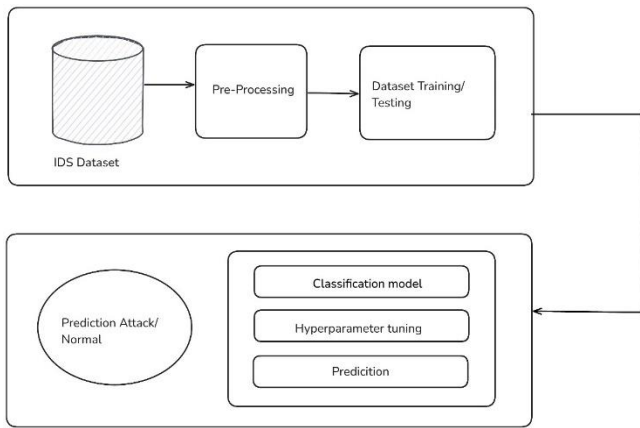 Pre-Processing
Dataset Training/
Testing
IDS Dataset
Classification model
Prediction Attack/
Normal
Hyperparameter tuning
Predicition